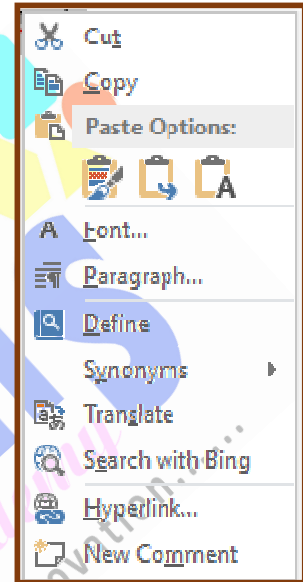 Cut
Copy
Paste Options:
A Font...
Paragraph...
Define
Synonyms
Translate
Search with Bing
Hyperlink...
New Comment